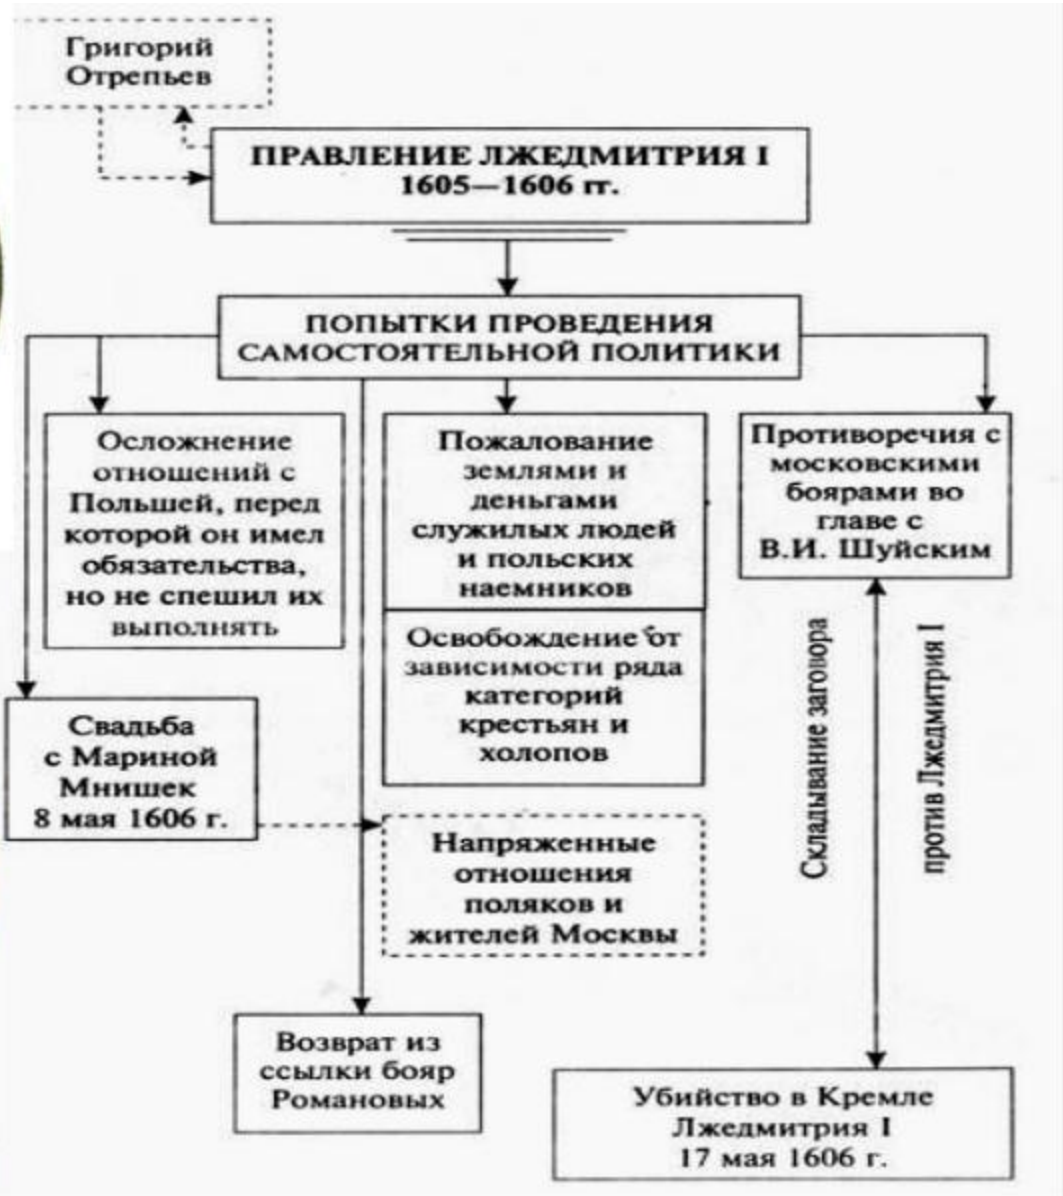 Григорий
Отрепьев
ПРАВЛЕНИЕ ЛЖЕДМИТРИЯ I
1605—1606 гг.
ПОПЫТКИ ПРОВЕДЕНИЯ
САМОСТОЯТЕЛЬНОЙ ПОЛИТИКИ
Осложнение
отношений с
Польшей, перед
которой он имел
обязательства,
но не спешил их
выполнять
Пожалование
землями и
деньгами
служилых людей
и польских
наемников
Освобождение от
зависимости ряда
категорий
крестьян и
холопов
Противоречия с
московскими
боярами во
главе с
В.И. Шуйским
Свадьба
с Мариной
Мнишек
8 мая 1606 г.
Напряженные
отношения
поляков и
жителей Москвы
Складывание заговора
против Лжедмитрия I
Возврат из
ссылки бояр
Романовых
Убийство в Кремле
Лжедмитрия I
17 мая 1606 г.